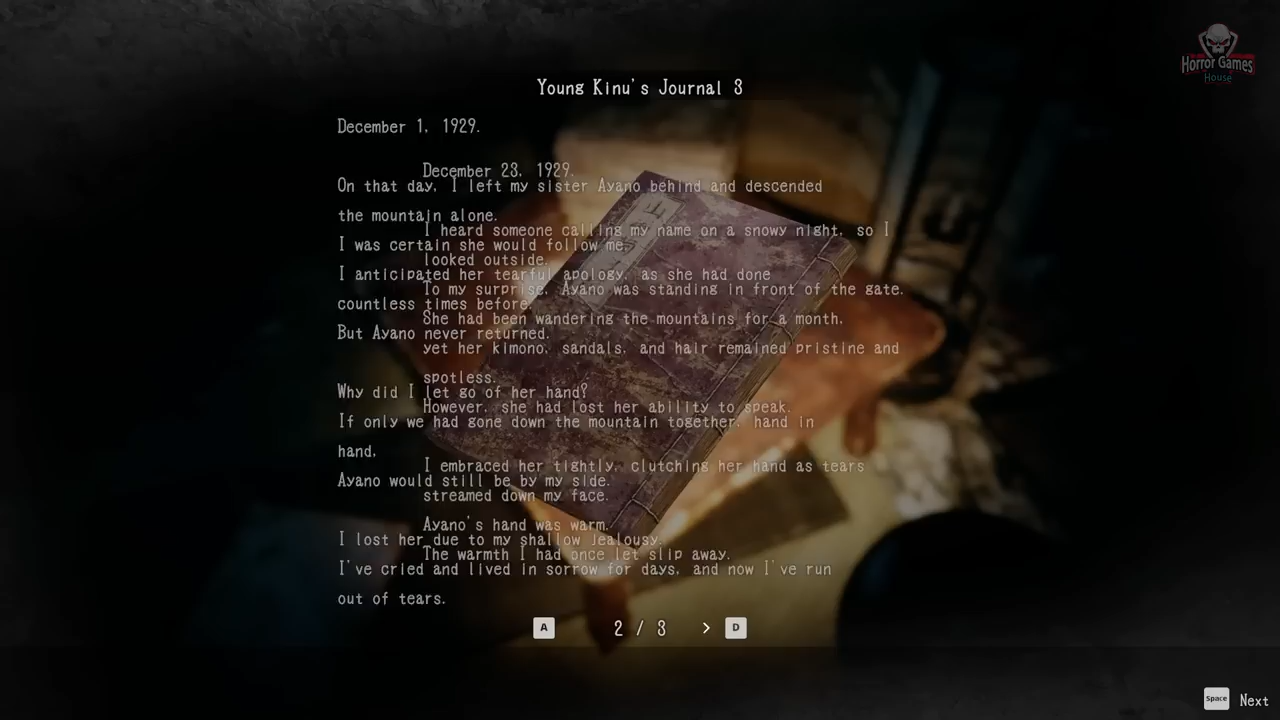 Horror Games
House
Young Kinu's Journal 3
December 1, 1929.
On that day, I left my sister Ayano behind and descended
the mountain alone.
I was certain she would follow me.
I anticipated her tearful apology, as she had done
countless times before.
But Ayano never returned.
Why did I let go of her hand?
If only we had gone down the mountain together, hand in
hand,
Ayano would still be by my side.
I lost her due to my shallow jealousy.
I've cried and lived in sorrow for days, and now I've run
out of tears.
December 23, 1929.
I heard someone calling my name on a snowy night, so I
looked outside.
To my surprise, Ayano was standing in front of the gate.
She had been wandering the mountains for a month,
yet her kimono, sandals, and hair remained pristine and
spotless.
However, she had lost her ability to speak.
I embraced her tightly, clutching her hand as tears
streamed down my face.
Ayano's hand was warm.
The warmth I had once let slip away.
A 2 / 3 > D
Space Next